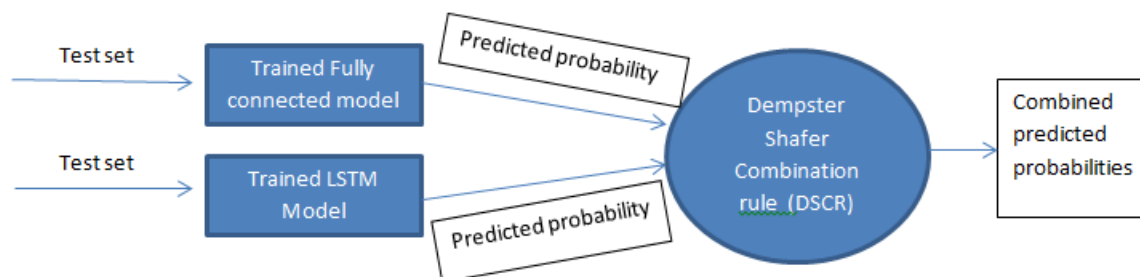 Test set
Trained Fully
connected model
Predicted probability
Test set
Trained LSTM
Model
Predicted probability
Dempster
Shafer
Combination
rule (DSCR)
Combined
predicted
probabilities